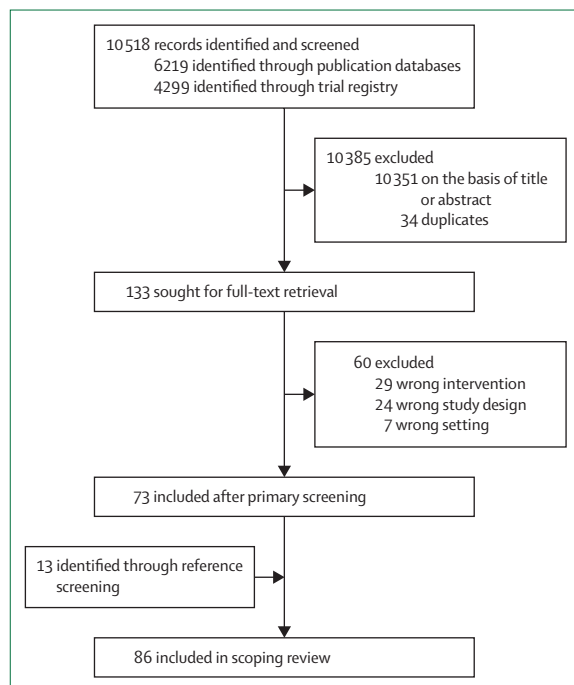 10 518 records identified and screened
6219 identified through publication databases
4299 identified through trial registry
10 385 excluded
10 351 on the basis of title
or abstract
34 duplicates
133 sought for full-text retrieval
60 excluded
29 wrong intervention
24 wrong study design
7 wrong setting
73 included after primary screening
13 identified through reference
screening
86 included in scoping review